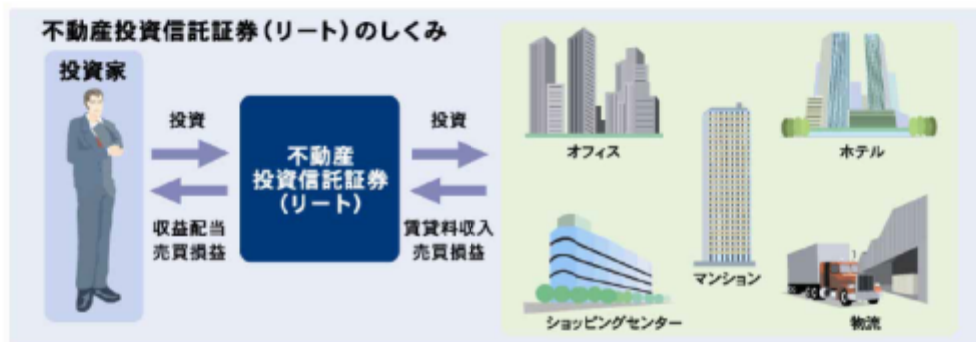 不動産投資信託証券（リート）のしくみ
投資家
投資
収益配当
売買損益
不動産
投資信託証券
（リート）
投資
賃貸料収入
売買損益
オフィス
ホテル
マンション
ショッピングセンター
物流